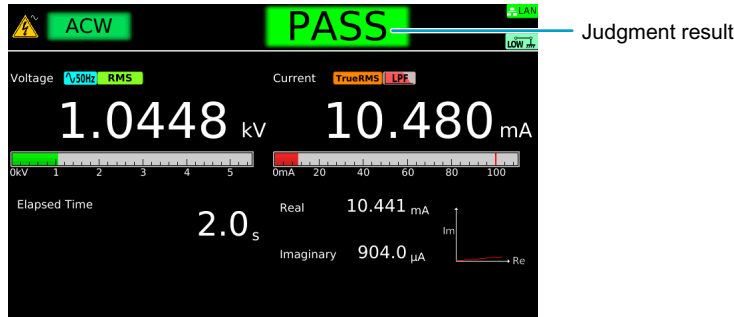 ACW
PASS
LAN
LOW
Judgment result
Voltage 50Hz RMS
Current TrueRMS LPF
1.0448 kV
10.480 mA
0kV 1 2 3 4 5
0mA 20 40 60 80 100
Elapsed Time
2.0 s
Real 10.441 mA
Imaginary 904.0 µA
Im
Re